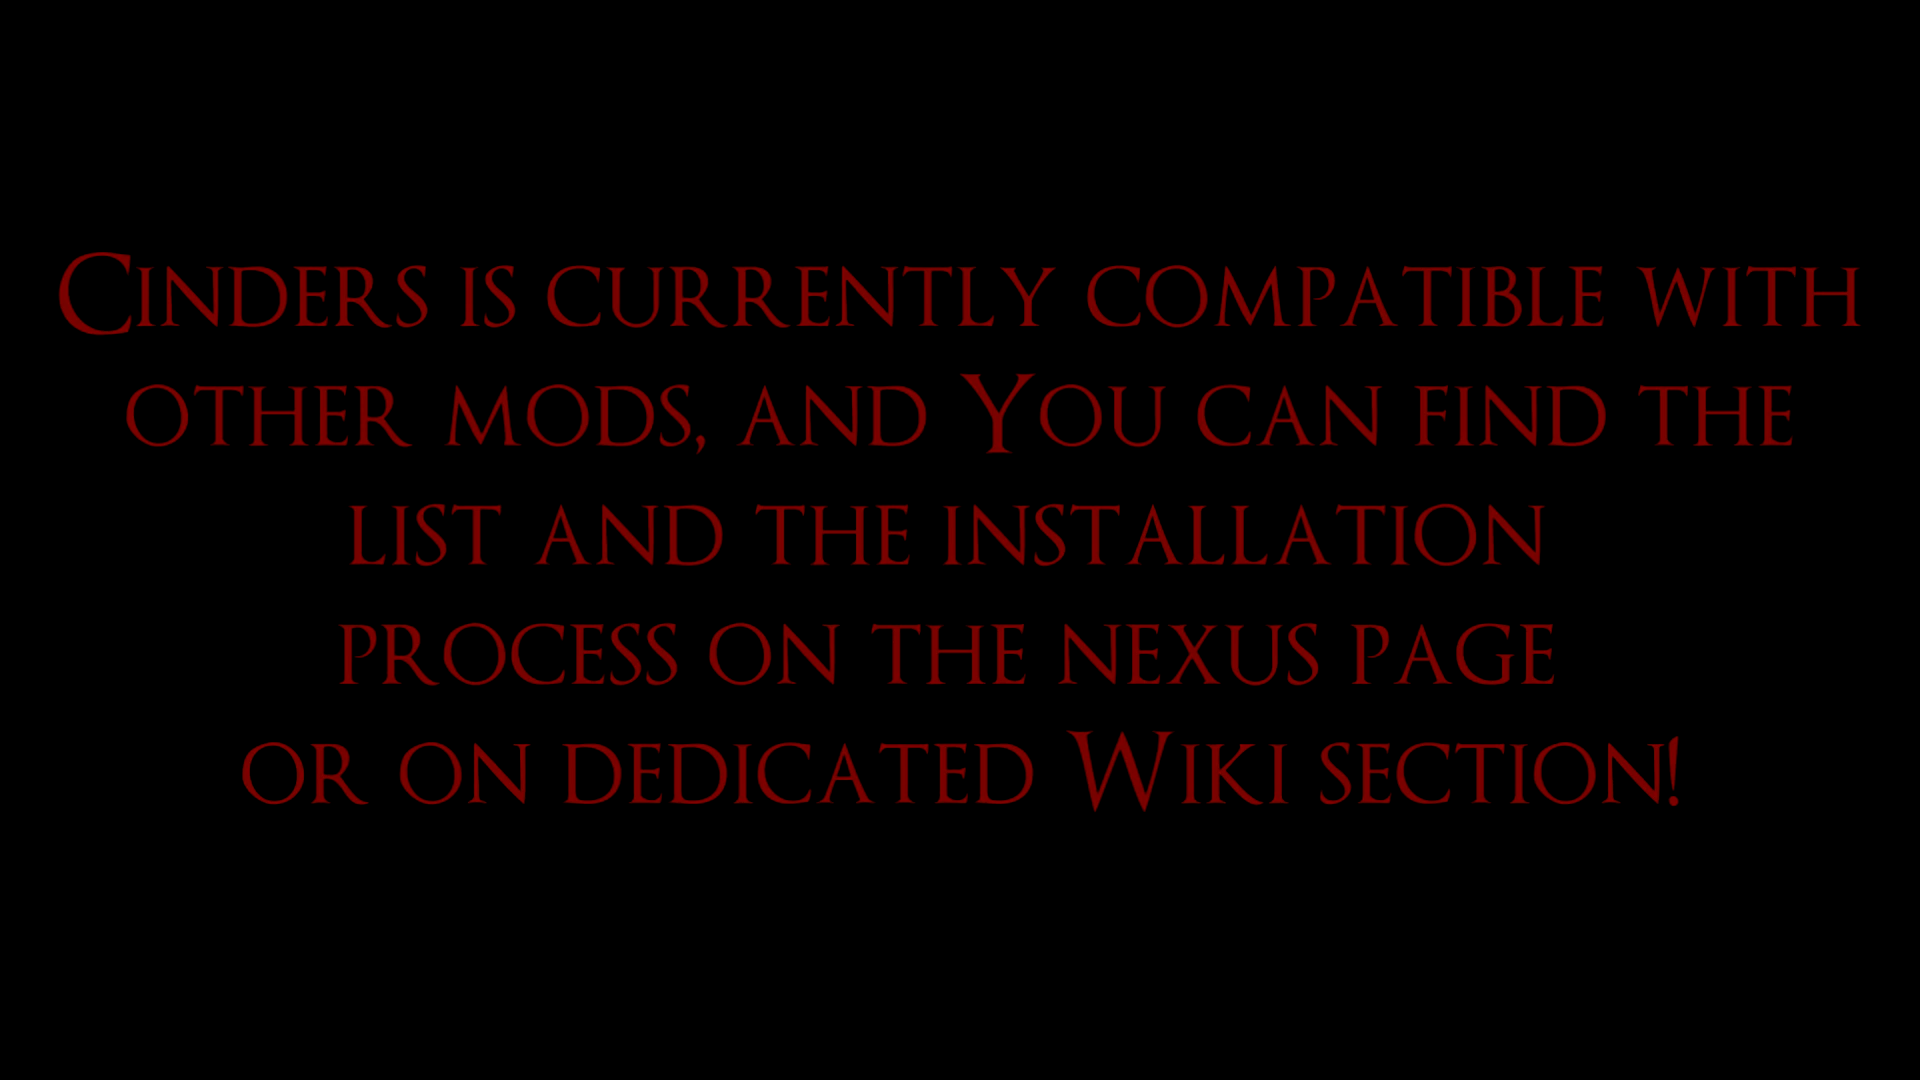 Cinders is currently compatible with
other mods, and You can find the
list and the installation
process on the nexus page
or on dedicated Wiki section!